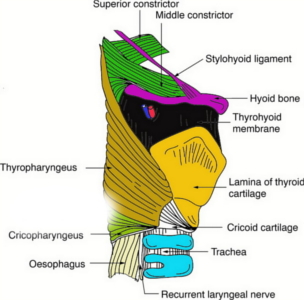 Superior constrictor
Middle constrictor
Stylohyoid ligament
Hyoid bone
Thyrohyoid
membrane
Thyropharyngeus
Lamina of thyroid
cartilage
Cricoid cartilage
Cricopharyngeus
Trachea
Oesophagus
Recurrent laryngeal nerve